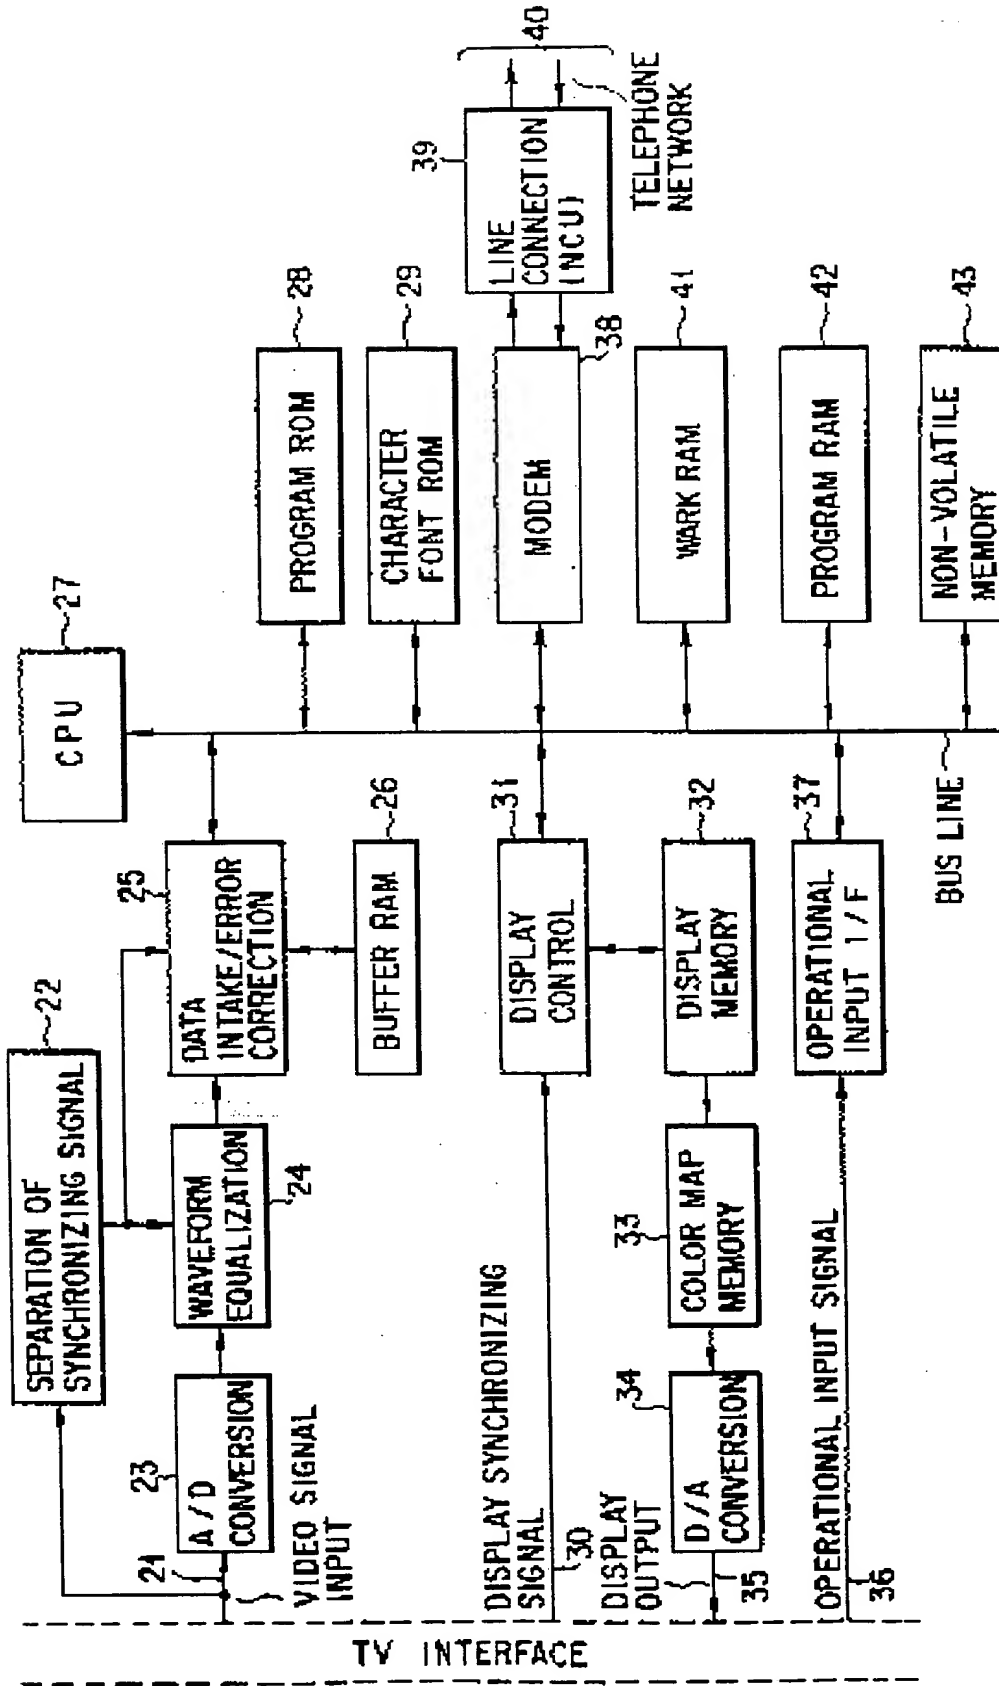 TV INTERFACE
VIDEO SIGNAL
INPUT
21
23
A/D
CONVERSION
SEPARATION OF
SYNCHRONIZING SIGNAL
22
WAVEFORM
EQUALIZATION
24
25
DATA
INTAKE/ERROR
CORRECTION
BUFFER RAM
26
CPU
27
PROGRAM ROM
28
CHARACTER
FONT ROM
29
DISPLAY SYNCHRONIZING
SIGNAL
30
DISPLAY
CONTROL
31
DISPLAY
MEMORY
32
33
COLOR MAP
MEMORY
34
D/A
CONVERSION
DISPLAY
OUTPUT
35
OPERATIONAL INPUT SIGNAL
36
OPERATIONAL
INPUT I/F
37
BUS LINE
MODEM
38
39
LINE
CONNECTION
(NCU)
40
TELEPHONE
NETWORK
WARK RAM
41
PROGRAM RAM
42
NON-VOLATILE
MEMORY
43